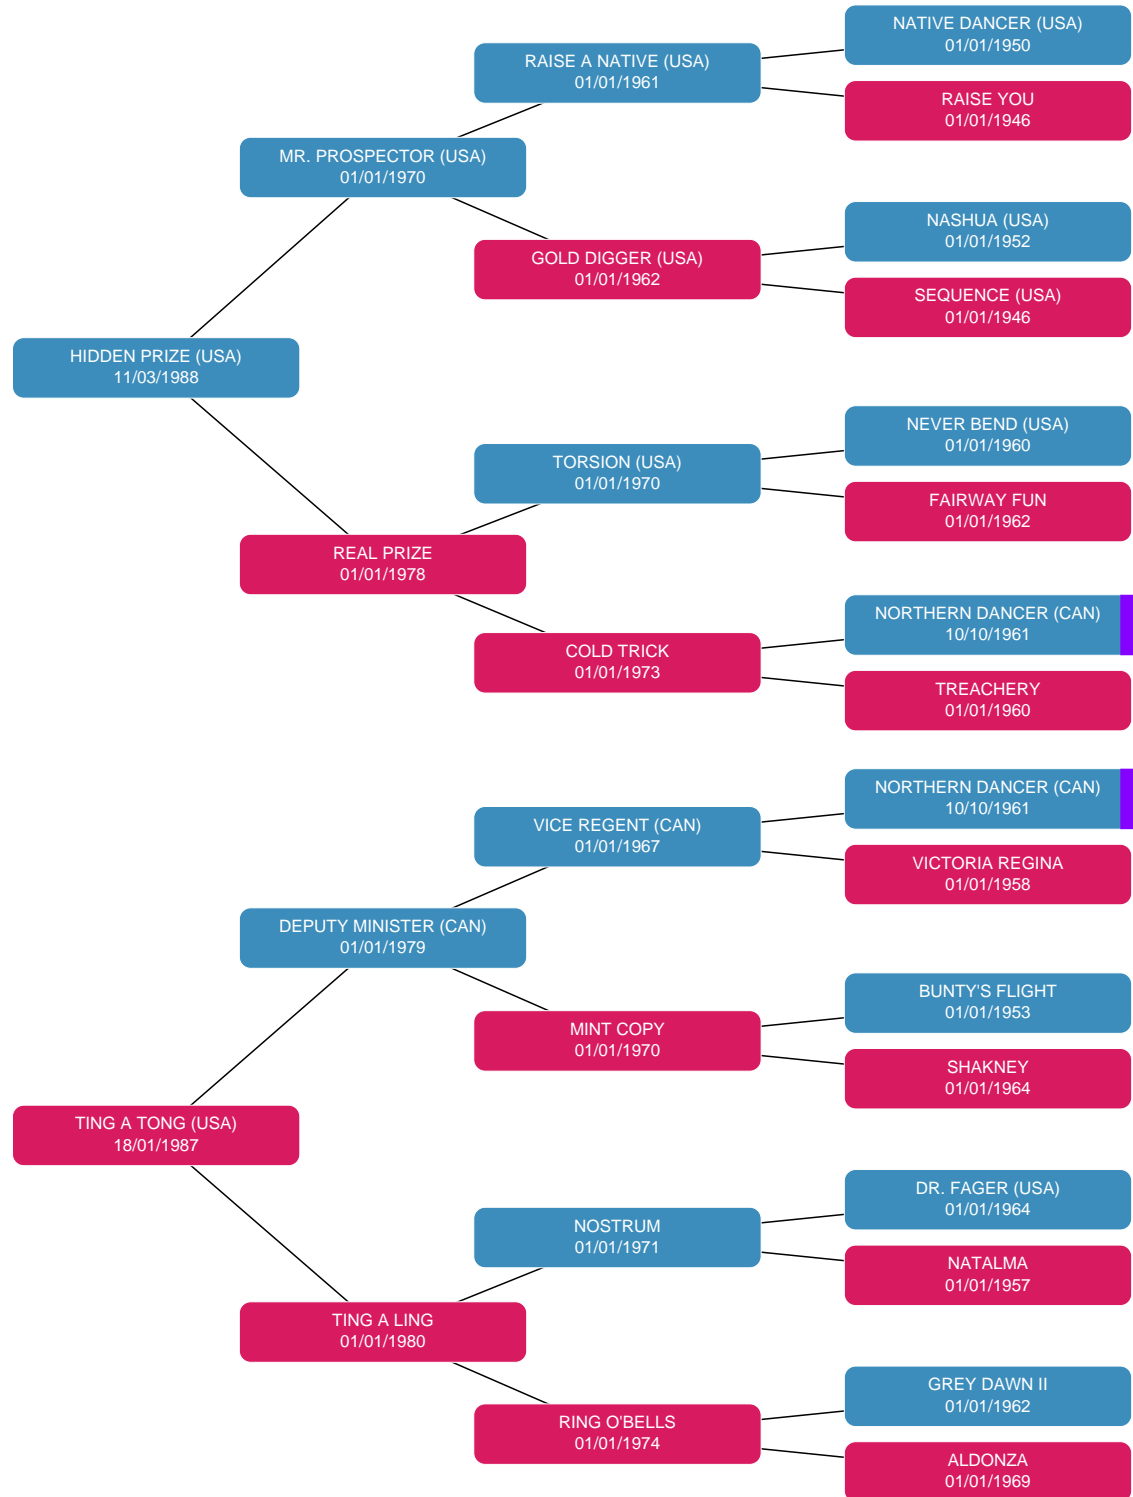 NATIVE DANCER (USA)
01/01/1950
RAISE A NATIVE (USA)
01/01/1961
RAISE YOU
01/01/1946
MR. PROSPECTOR (USA)
01/01/1970
NASHUA (USA)
01/01/1952
GOLD DIGGER (USA)
01/01/1962
SEQUENCE (USA)
01/01/1946
HIDDEN PRIZE (USA)
11/03/1988
NEVER BEND (USA)
01/01/1960
TORSION (USA)
01/01/1970
FAIRWAY FUN
01/01/1962
REAL PRIZE
01/01/1978
NORTHERN DANCER (CAN)
10/10/1961
COLD TRICK
01/01/1973
TREACHERY
01/01/1960
NORTHERN DANCER (CAN)
10/10/1961
VICE REGENT (CAN)
01/01/1967
VICTORIA REGINA
01/01/1958
DEPUTY MINISTER (CAN)
01/01/1979
BUNTY'S FLIGHT
01/01/1953
MINT COPY
01/01/1970
SHAKNEY
01/01/1964
TING A TONG (USA)
18/01/1987
DR. FAGER (USA)
01/01/1964
NOSTRUM
01/01/1971
NATALMA
01/01/1957
TING A LING
01/01/1980
GREY DAWN II
01/01/1962
RING O'BELLS
01/01/1974
ALDONZA
01/01/1969